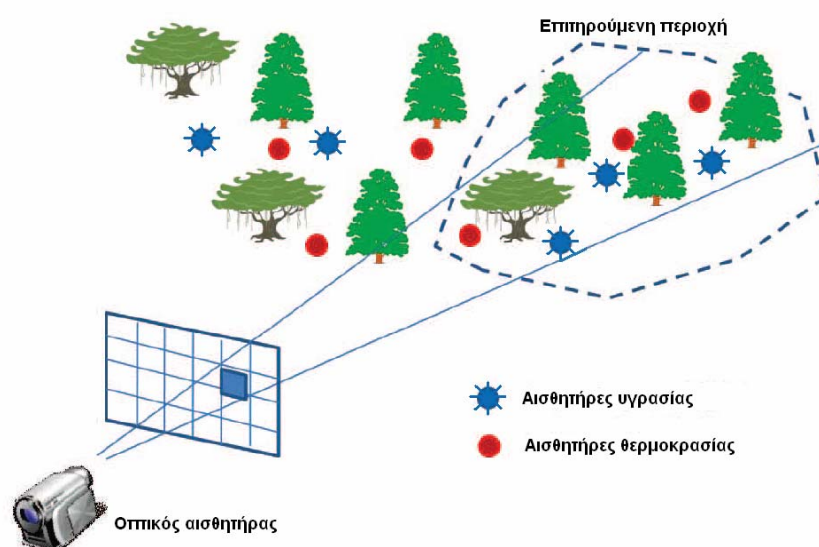 Επιτηρούμενη περιοχή
Αισθητήρες υγρασίας
Αισθητήρες θερμοκρασίας
Οπτικός αισθητήρας